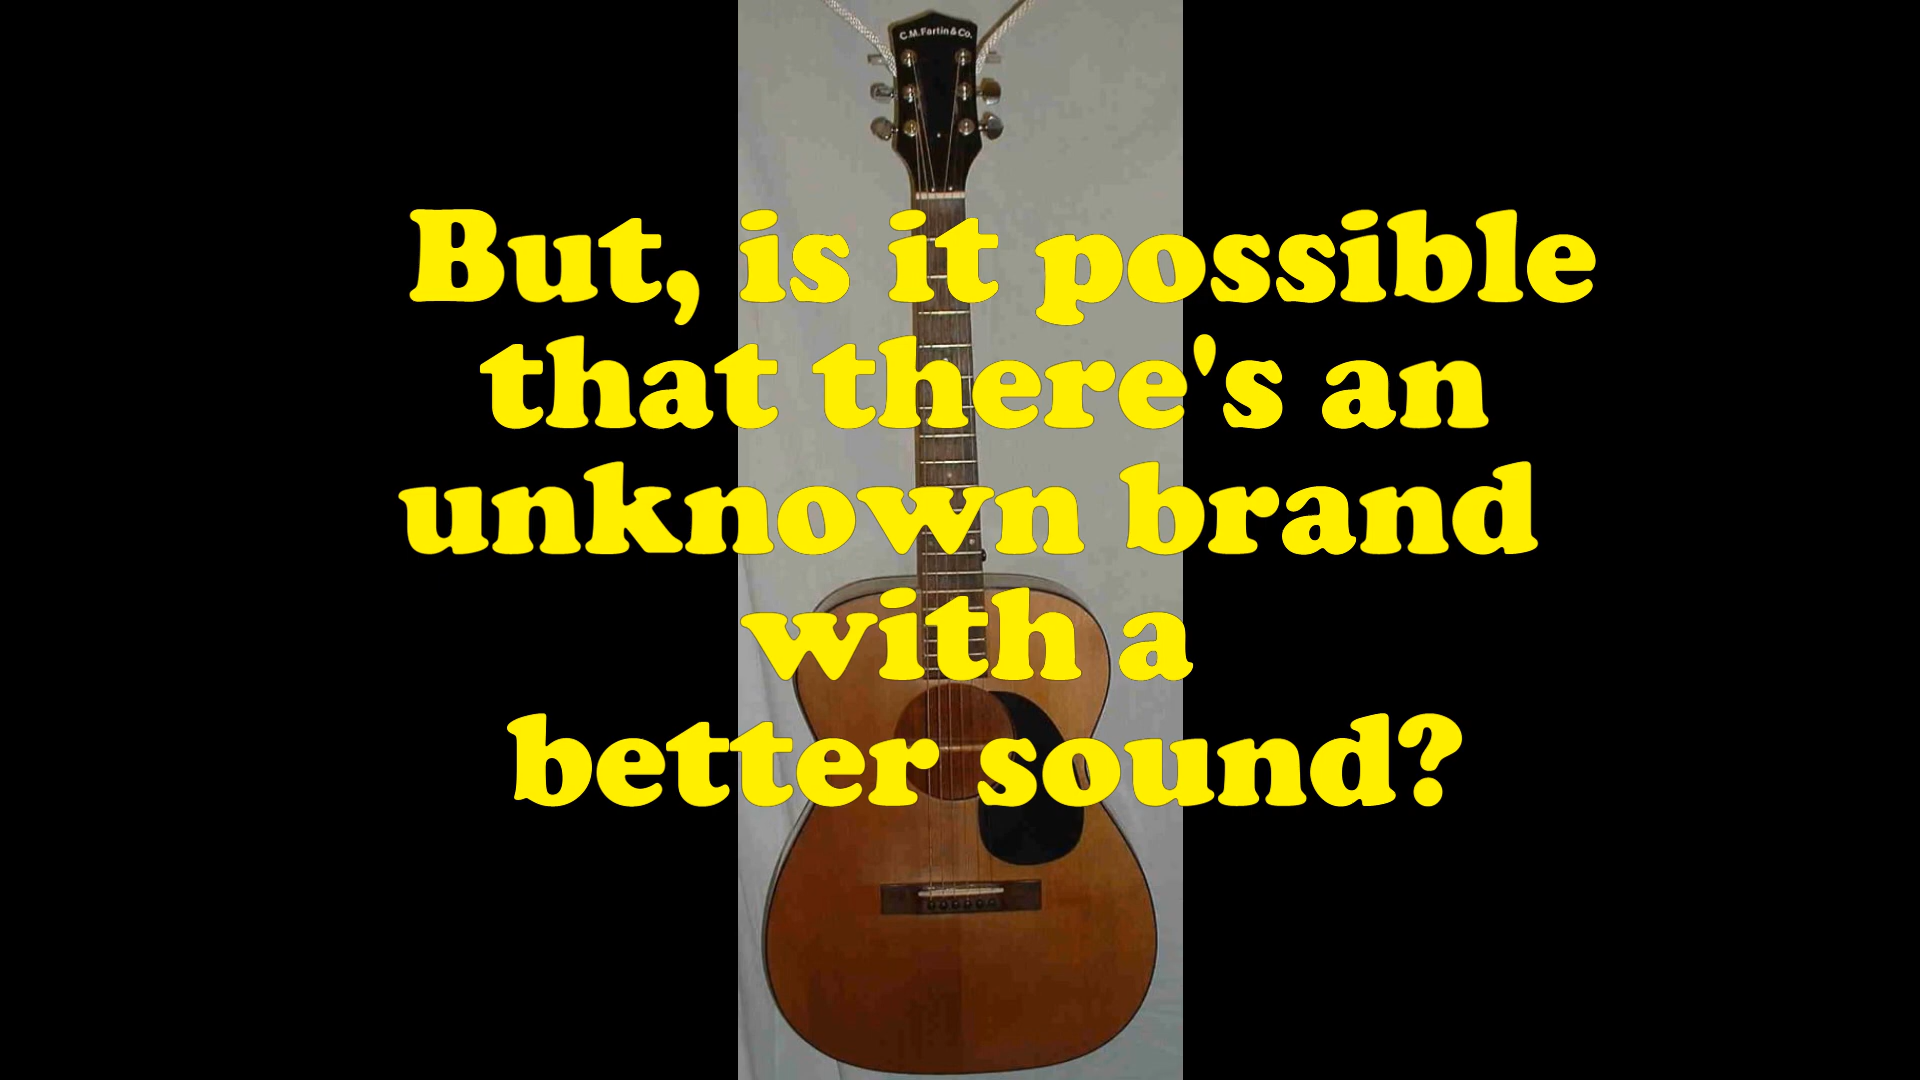 C.M.Fartin & Co.
But, is it possible
that there's an
unknown brand
with a
better sound?